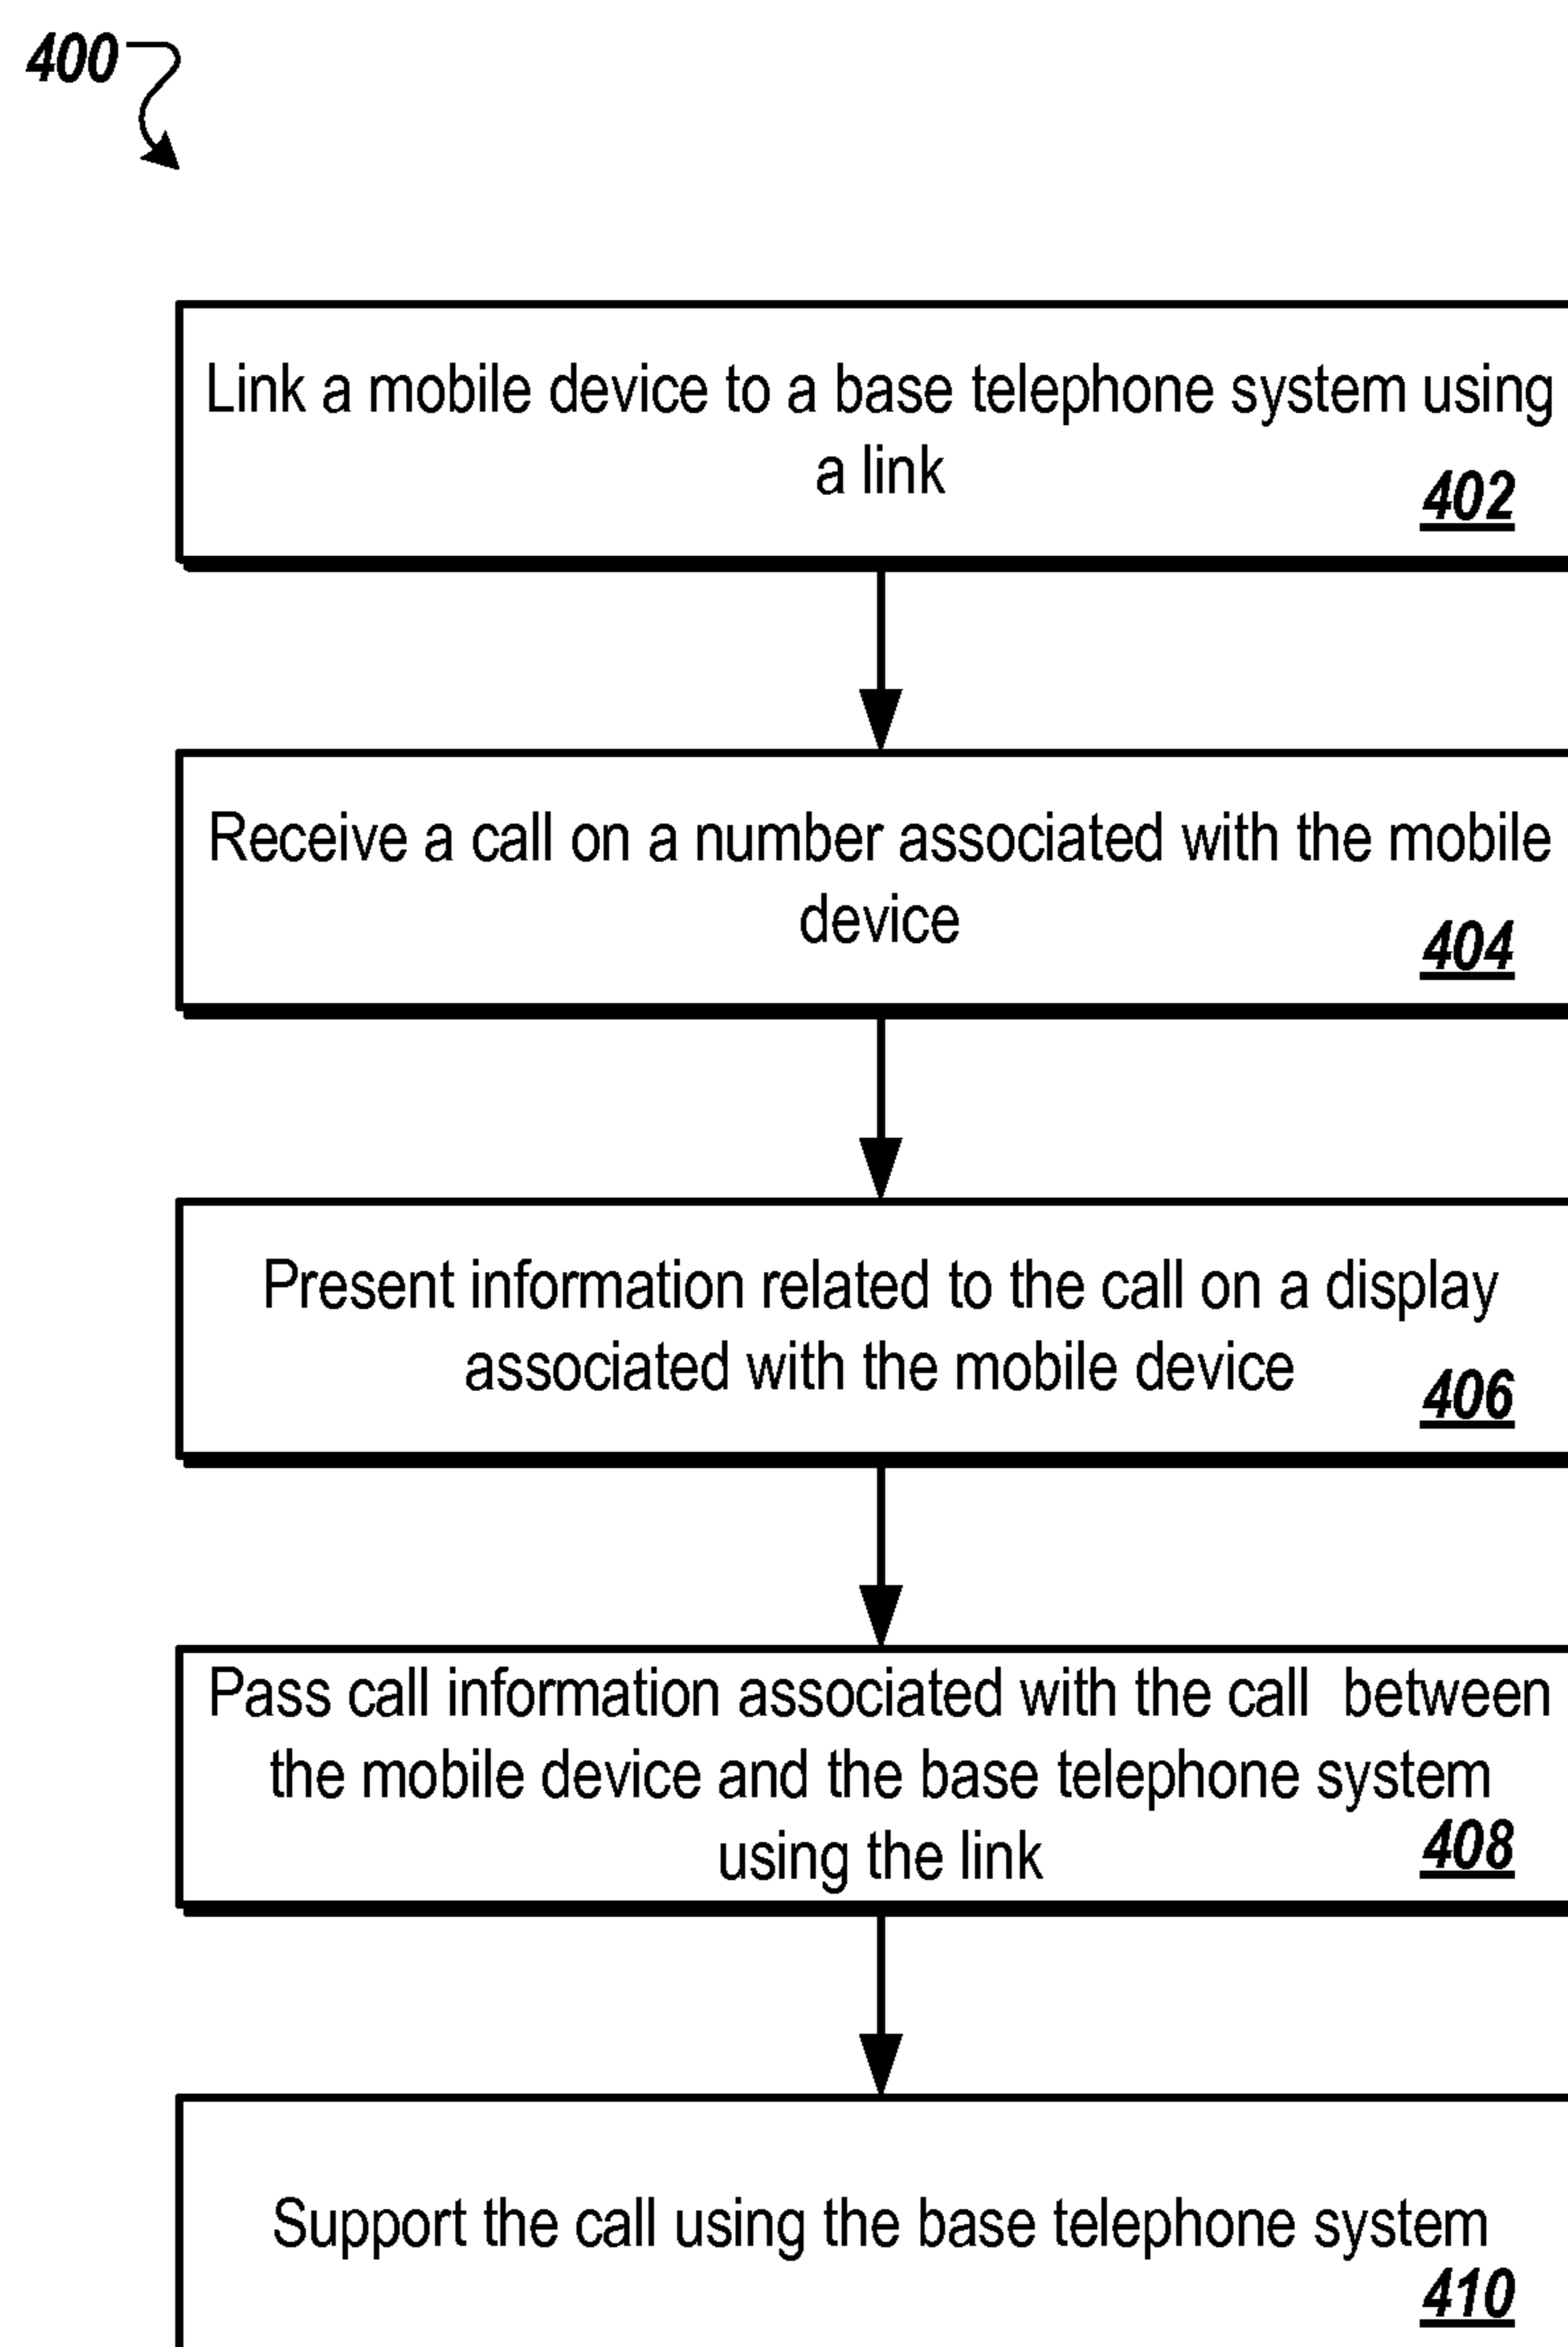 400
Link a mobile device to a base telephone system using
a link
402
Receive a call on a number associated with the mobile
device
404
Present information related to the call on a display
associated with the mobile device
406
Pass call information associated with the call between
the mobile device and the base telephone system
using the link
408
Support the call using the base telephone system
410